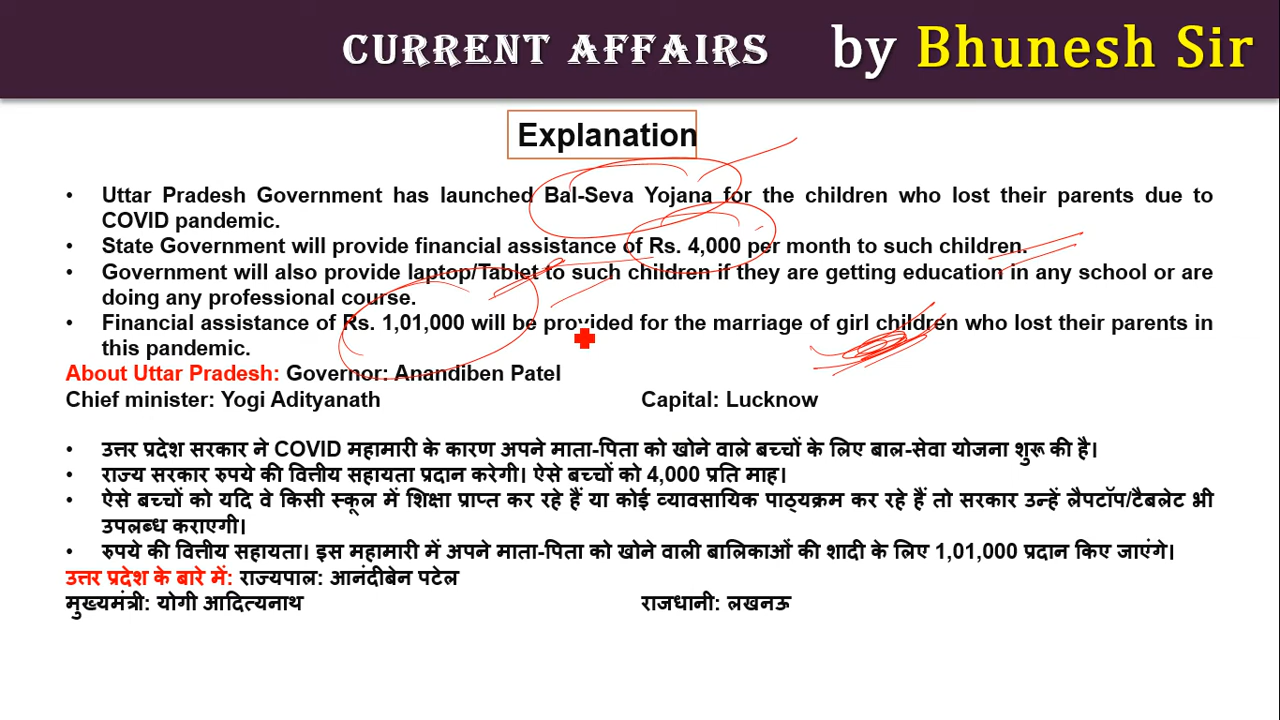 CURRENT AFFAIRS by Bhunesh Sir
Explanation
• Uttar Pradesh Government has launched Bal-Seva Yojana for the children who lost their parents due to
COVID pandemic.
• State Government will provide financial assistance of Rs. 4,000 per month to such children.
• Government will also provide laptop/Tablet to such children if they are getting education in any school or are
doing any professional course.
• Financial assistance of Rs. 1,01,000 will be provided for the marriage of girl children who lost their parents in
this pandemic.
About Uttar Pradesh: Governor: Anandiben Patel
Chief minister: Yogi Adityanath Capital: Lucknow
• उत्तर प्रदेश सरकार ने COVID महामारी के कारण अपने माता-पिता को खोने वाले बच्चों के लिए बाल-सेवा योजना शुरू की है।
• राज्य सरकार रुपये की वित्तीय सहायता प्रदान करेगी। ऐसे बच्चों को 4,000 प्रति माह।
• ऐसे बच्चों को यदि वे किसी स्कूल में शिक्षा प्राप्त कर रहे हैं या कोई व्यावसायिक पाठ्यक्रम कर रहे हैं तो सरकार उन्हें लैपटॉप/टैबलेट भी
उपलब्ध कराएगी।
• रुपये की वित्तीय सहायता। इस महामारी में अपने माता-पिता को खोने वाली बालिकाओं की शादी के लिए 1,01,000 प्रदान किए जाएंगे।
उत्तर प्रदेश के बारे में: राज्यपाल: आनंदीबेन पटेल
मुख्यमंत्री: योगी आदित्यनाथ राजधानी: लखनऊ